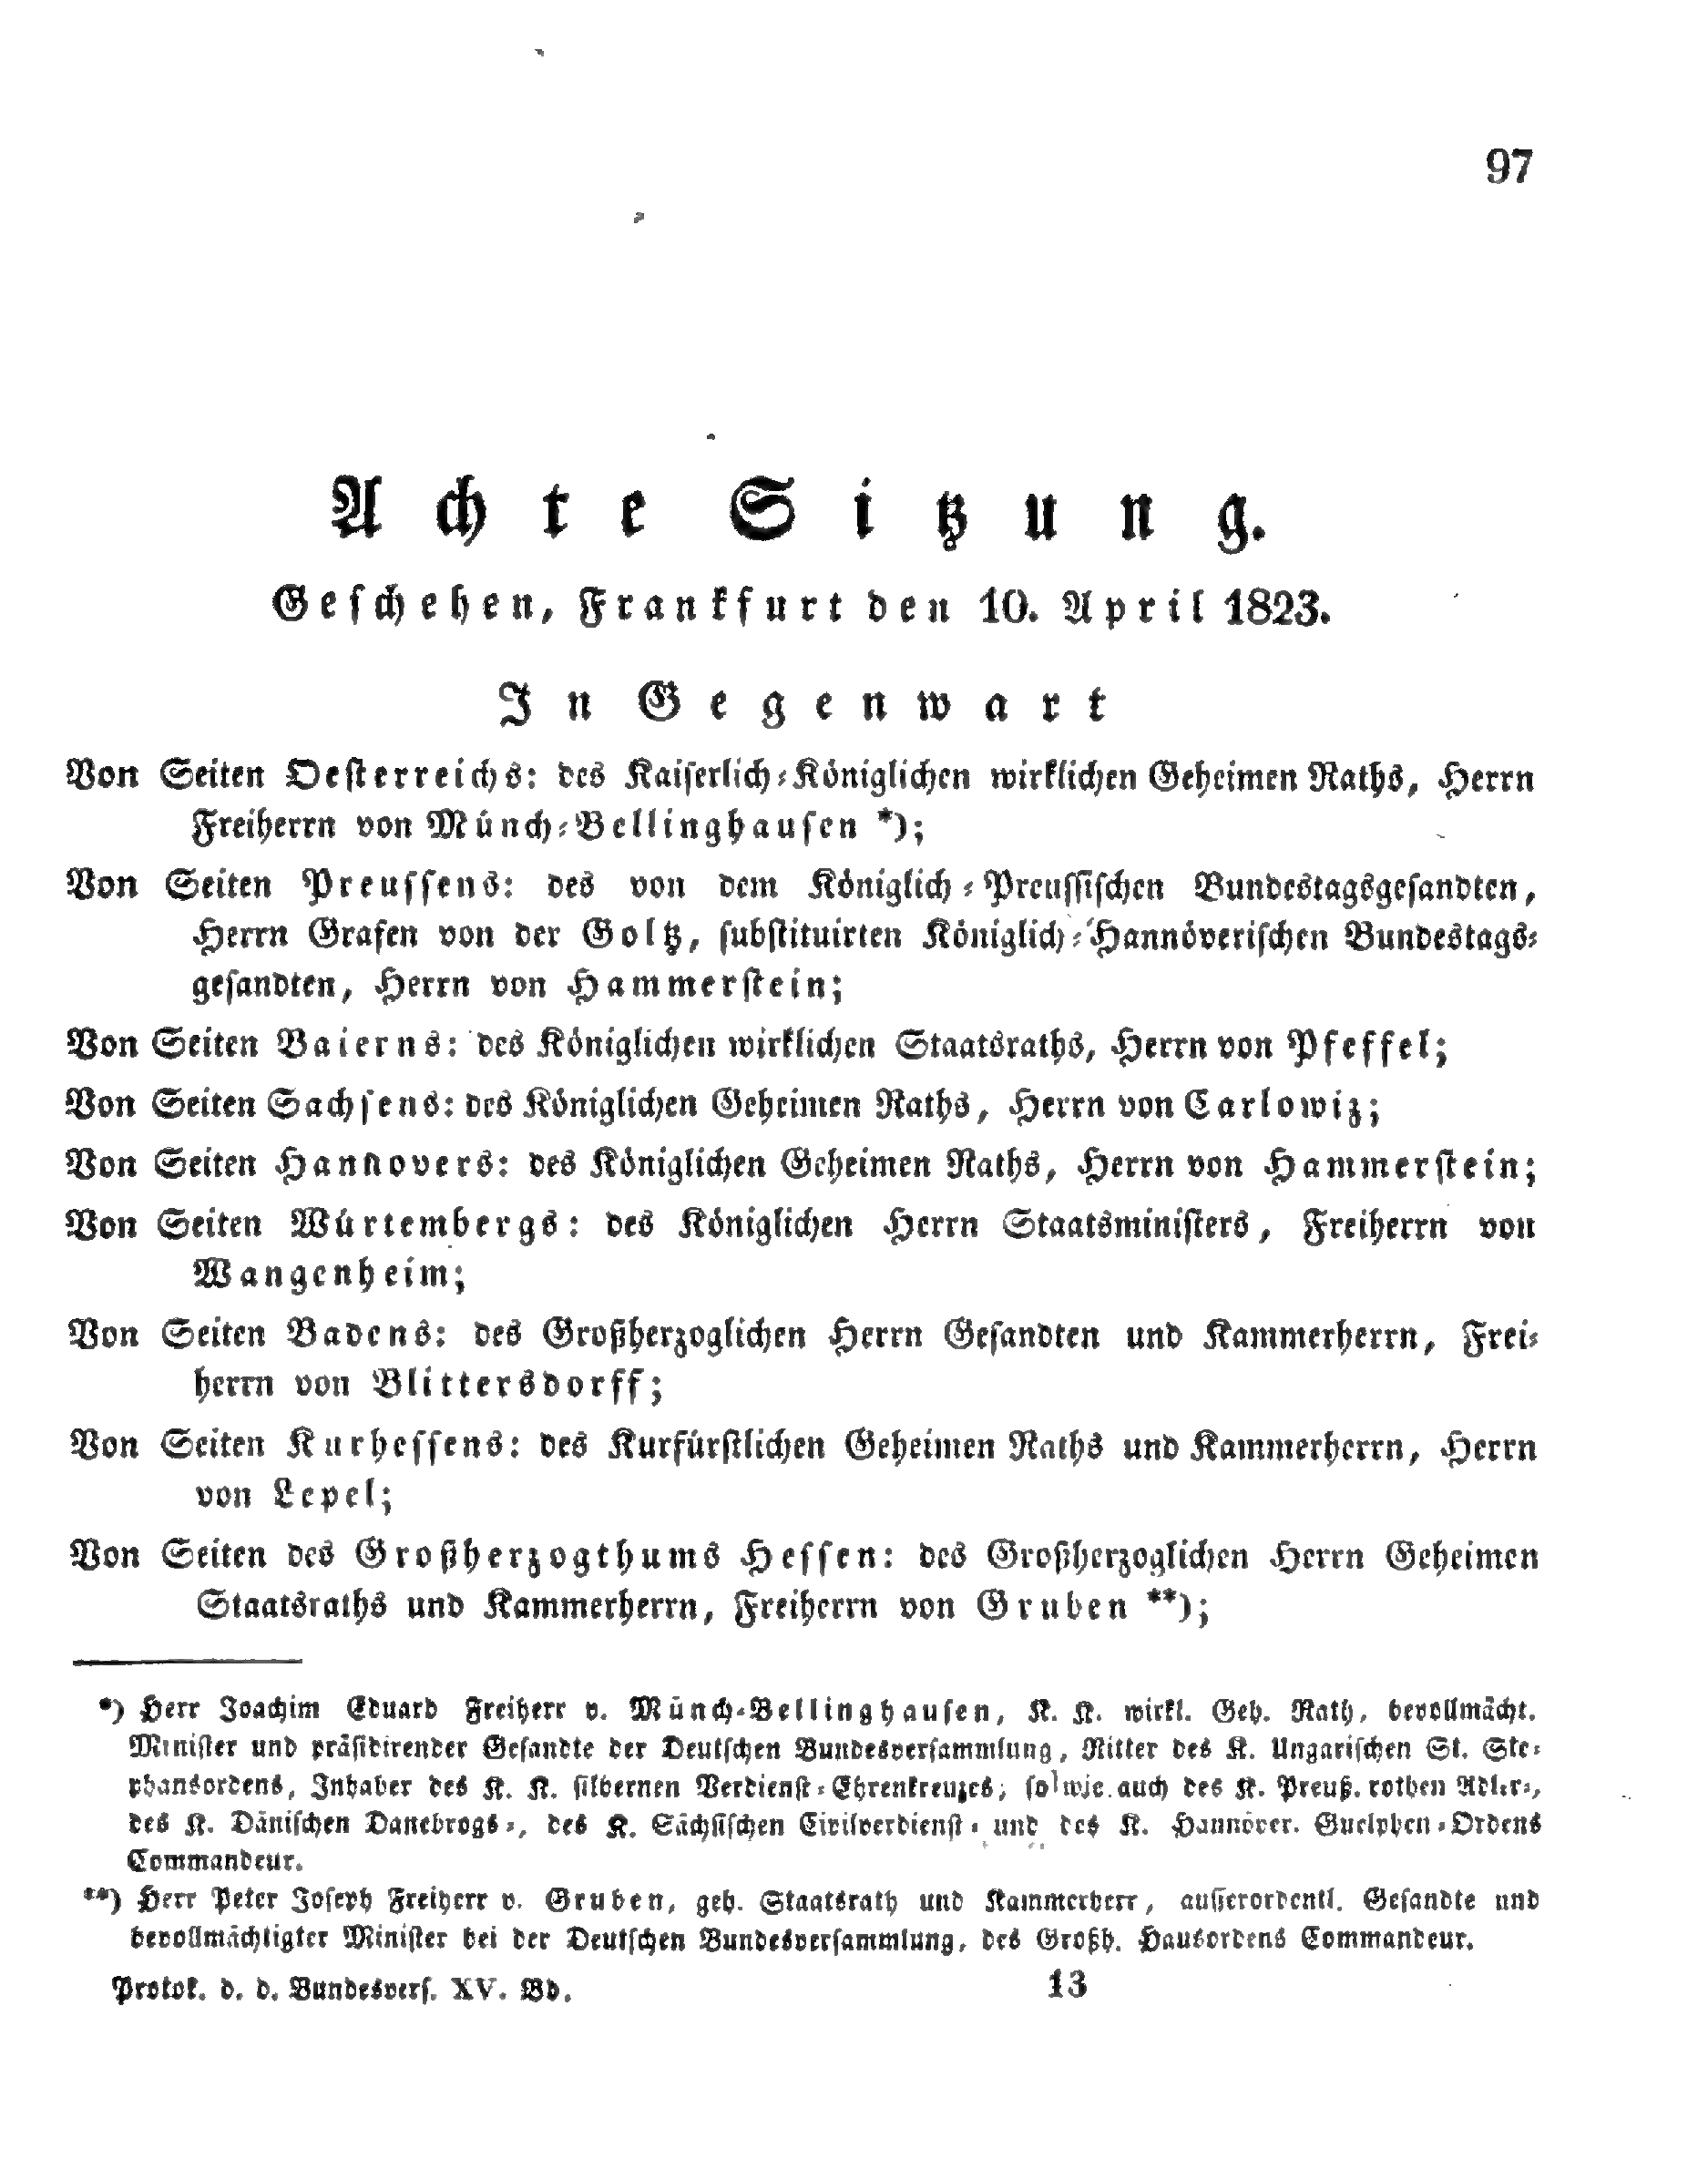 97
Achte Sitzung.
Geschehen, Frankfurt den 10. April 1823.
In Gegenwart
Von Seiten Oesterreichs: des Kaiserlich-Königlichen wirklichen Geheimen Raths, Herrn
Freiherrn von Münch-Bellinghausen *);
Von Seiten Preussens: des von dem Königlich-Preussischen Bundestagsgesandten,
Herrn Grafen von der Goltz, substituirten Königlich-Hannöverischen Bundestags-
gesandten, Herrn von Hammerstein;
Von Seiten Baierns: des Königlichen wirklichen Staatsraths, Herrn von Pfeffel;
Von Seiten Sachsens: des Königlichen Geheimen Raths, Herrn von Carlowiz;
Von Seiten Hannovers: des Königlichen Geheimen Raths, Herrn von Hammerstein;
Von Seiten Würtembergs: des Königlichen Herrn Staatsministers, Freiherrn von
Wangenheim;
Von Seiten Badens: des Großherzoglichen Herrn Gesandten und Kammerherrn, Frei-
herrn von Blittersdorff;
Von Seiten Kurhessens: des Kurfürstlichen Geheimen Raths und Kammerherrn, Herrn
von Lepel;
Von Seiten des Großherzogthums Hessen: des Großherzoglichen Herrn Geheimen
Staatsraths und Kammerherrn, Freiherrn von Gruben **);
*) Herr Joachim Eduard Freiherr v. Münch-Bellinghausen, K. K. wirkl. Geh. Rath, bevollmächt.
Minister und präsidirender Gesandte der Deutschen Bundesversammlung, Ritter des K. Ungarischen St. Ste-
phansordens, Inhaber des K. K. silbernen Verdienst-Ehrenkreuzes; so wie auch des K. Preuß. rothen Adler-,
des K. Dänischen Danebrogs-, des K. Sächsischen Civilverdienst- und des K. Hannöver. Guelphen-Ordens
Commandeur.
**) Herr Peter Joseph Freiherr v. Gruben, geh. Staatsrath und Kammerherr, ausserordentl. Gesandte und
bevollmächtigter Minister bei der Deutschen Bundesversammlung, des Großh. Hausordens Commandeur.
Protok. d. d. Bundesvers. XV. Bd. 13